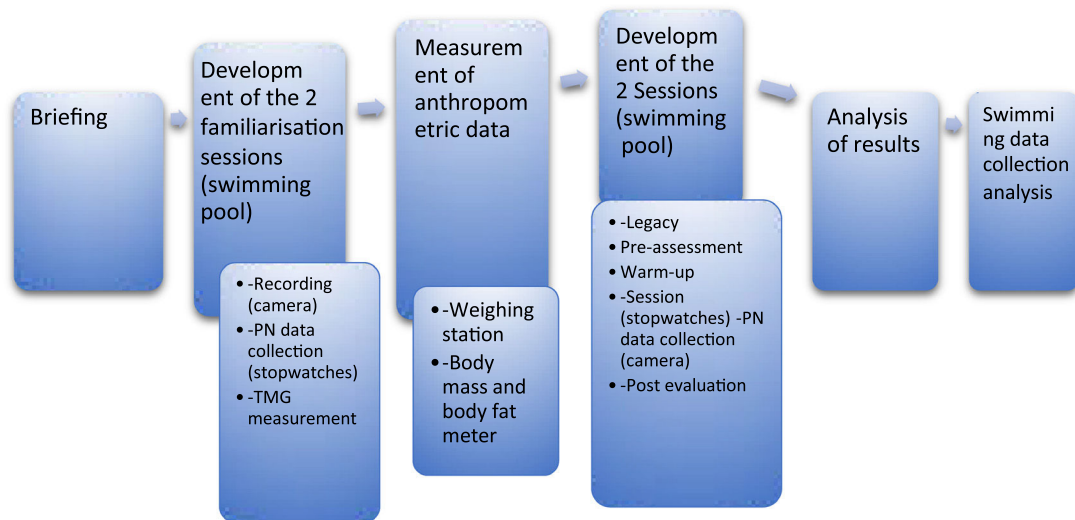 Briefing
Developm
ent of the 2
familiarisation
sessions
(swimming
pool)
• -Recording
(camera)
• -PN data
collection
(stopwatches)
• -TMG
measurement
Measurem
ent of
anthropom
etric data
• -Weighing
station
• -Body
mass and
body fat
meter
Developm
ent of the
2 Sessions
(swimming
pool)
• -Legacy
• Pre-assessment
• Warm-up
• -Session
(stopwatches) -PN
data collection
(camera)
• -Post evaluation
Analysis
of results
Swimmi
ng data
collection
analysis